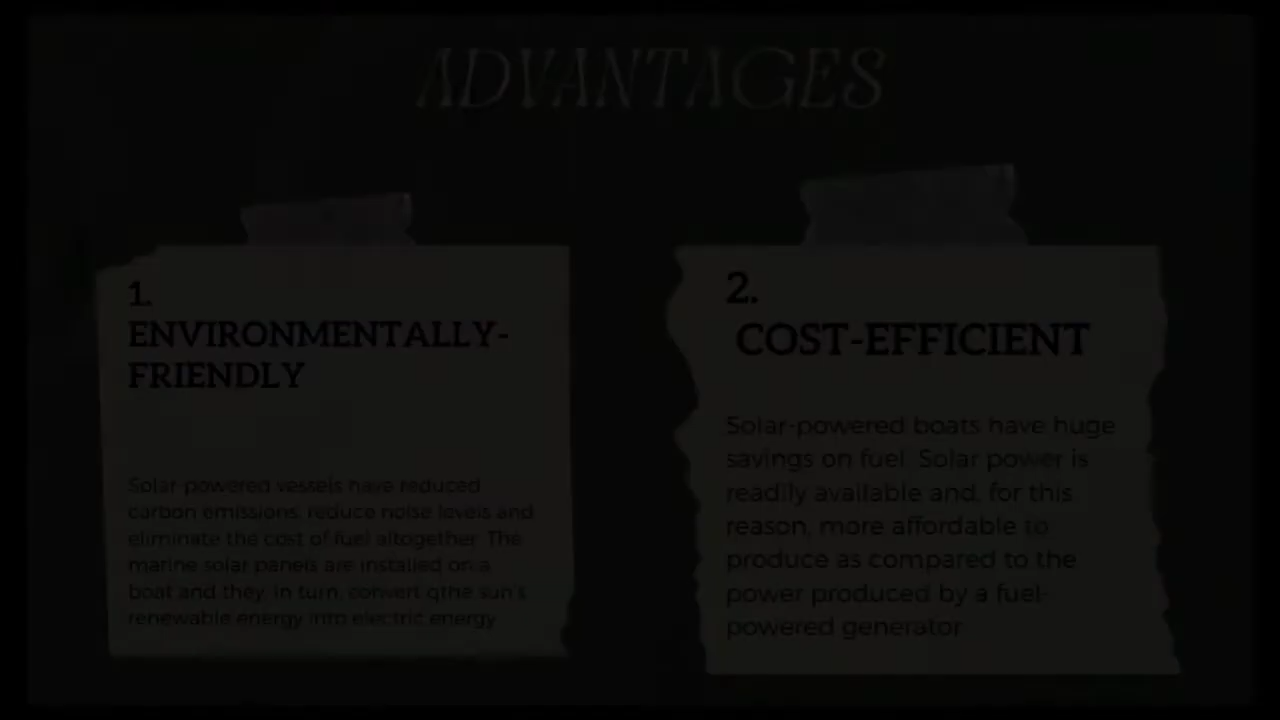 ADVANTAGES
1.
ENVIRONMENTALLY-
FRIENDLY
Solar-powered vessels have reduced
carbon emissions, reduce noise levels and
eliminate the cost of fuel altogether. The
marine solar panels are installed on a
boat and they, in turn, convert qthe sun's
renewable energy into electric energy
2.
COST-EFFICIENT
Solar-powered boats have huge
savings on fuel. Solar power is
readily available and, for this
reason, more affordable to
produce as compared to the
power produced by a fuel-
powered generator